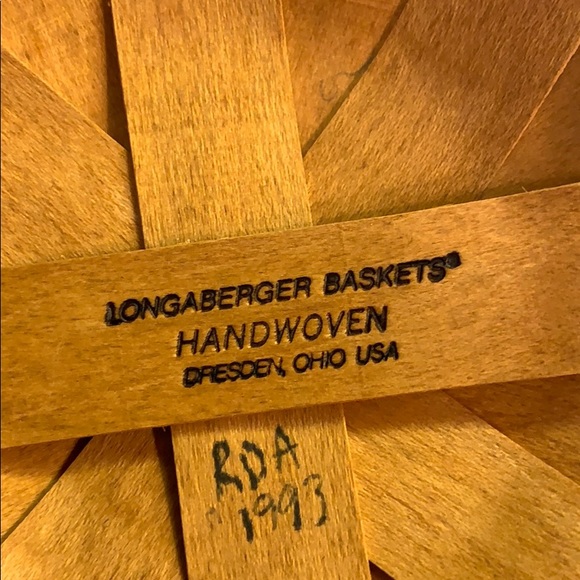 LONGABERGER BASKETS®
HANDWOVEN
DRESDEN, OHIO USA
RDA
1993